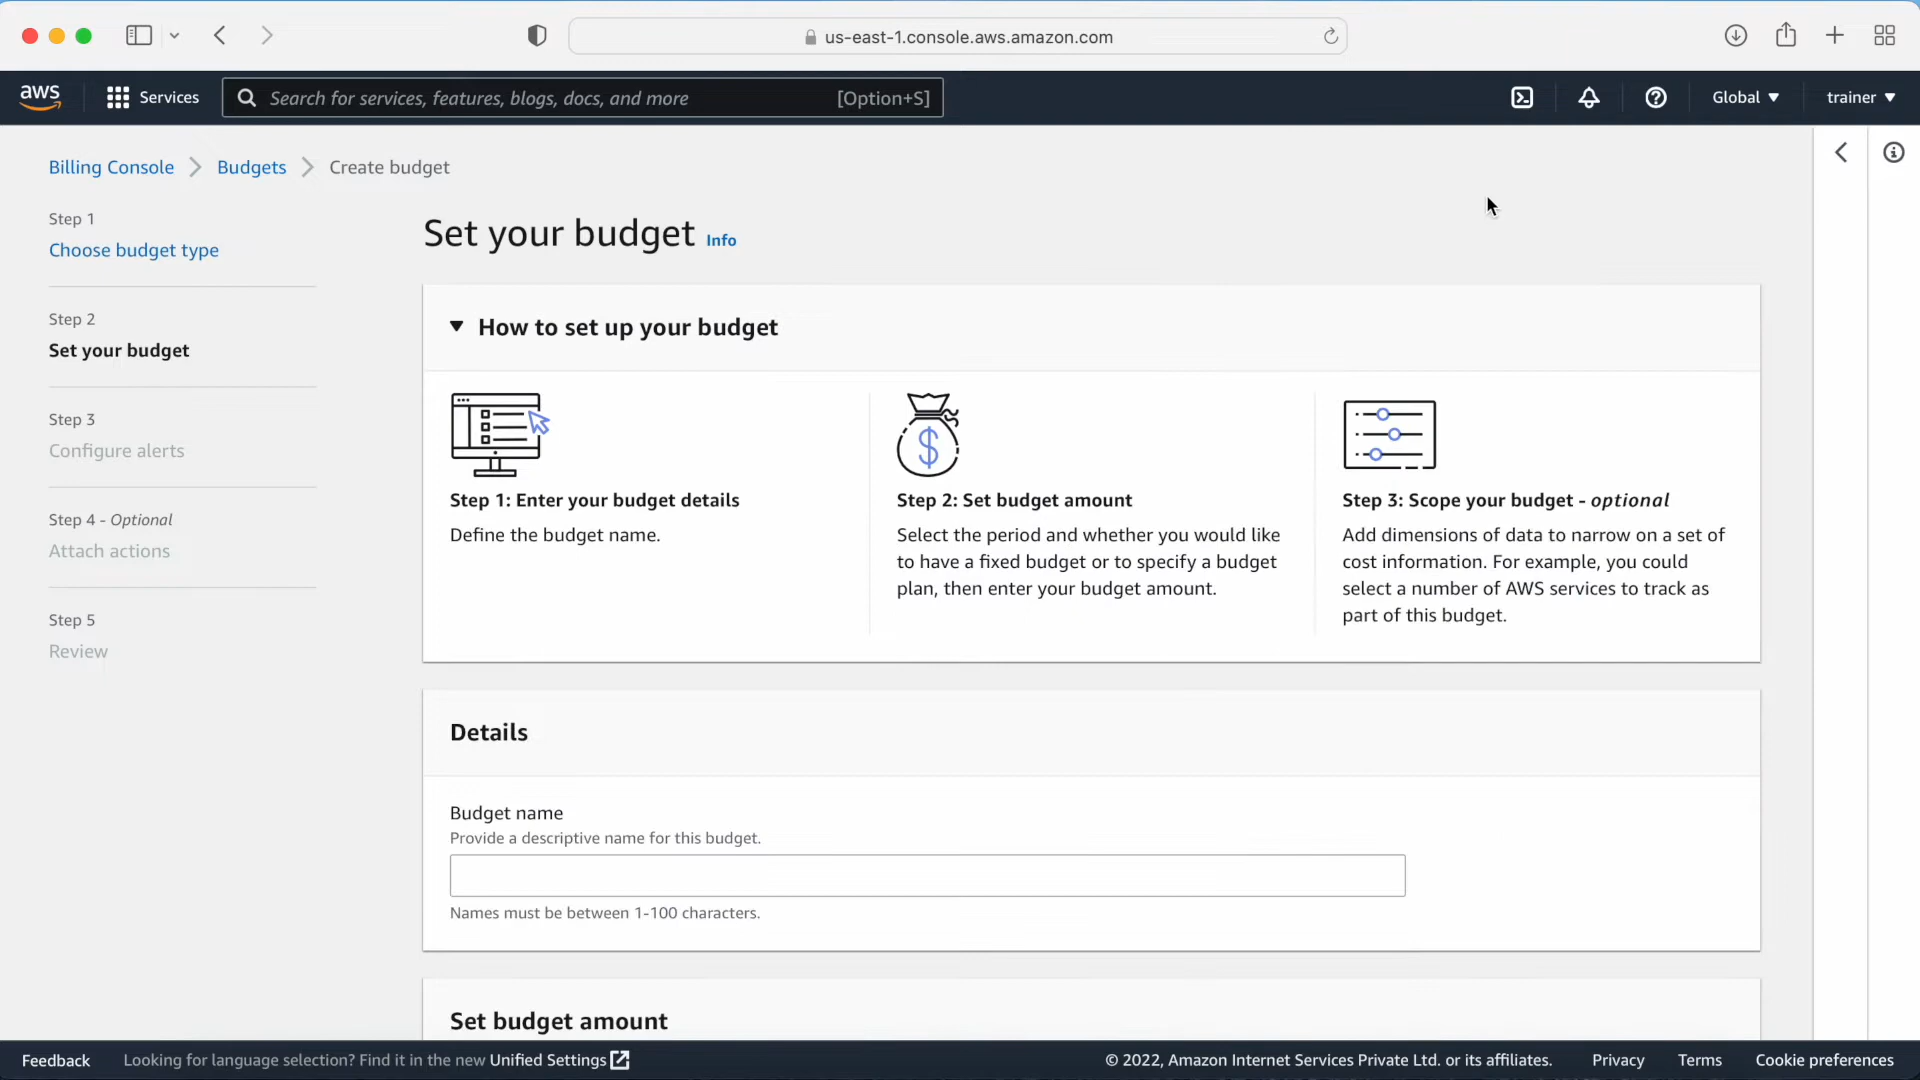 us-east-1.console.aws.amazon.com
aws
Services
Search for services, features, blogs, docs, and more
[Option+S]
Global
trainer
Billing Console
Budgets
Create budget
Step 1
Choose budget type
Step 2
Set your budget
Step 3
Configure alerts
Step 4 - Optional
Attach actions
Step 5
Review
Set your budget Info
How to set up your budget
$
Step 1: Enter your budget details
Define the budget name.
Step 2: Set budget amount
Select the period and whether you would like
to have a fixed budget or to specify a budget
plan, then enter your budget amount.
Step 3: Scope your budget - optional
Add dimensions of data to narrow on a set of
cost information. For example, you could
select a number of AWS services to track as
part of this budget.
Details
Budget name
Provide a descriptive name for this budget.
Names must be between 1-100 characters.
Set budget amount
Feedback
Looking for language selection? Find it in the new Unified Settings
© 2022, Amazon Internet Services Private Ltd. or its affiliates.
Privacy
Terms
Cookie preferences